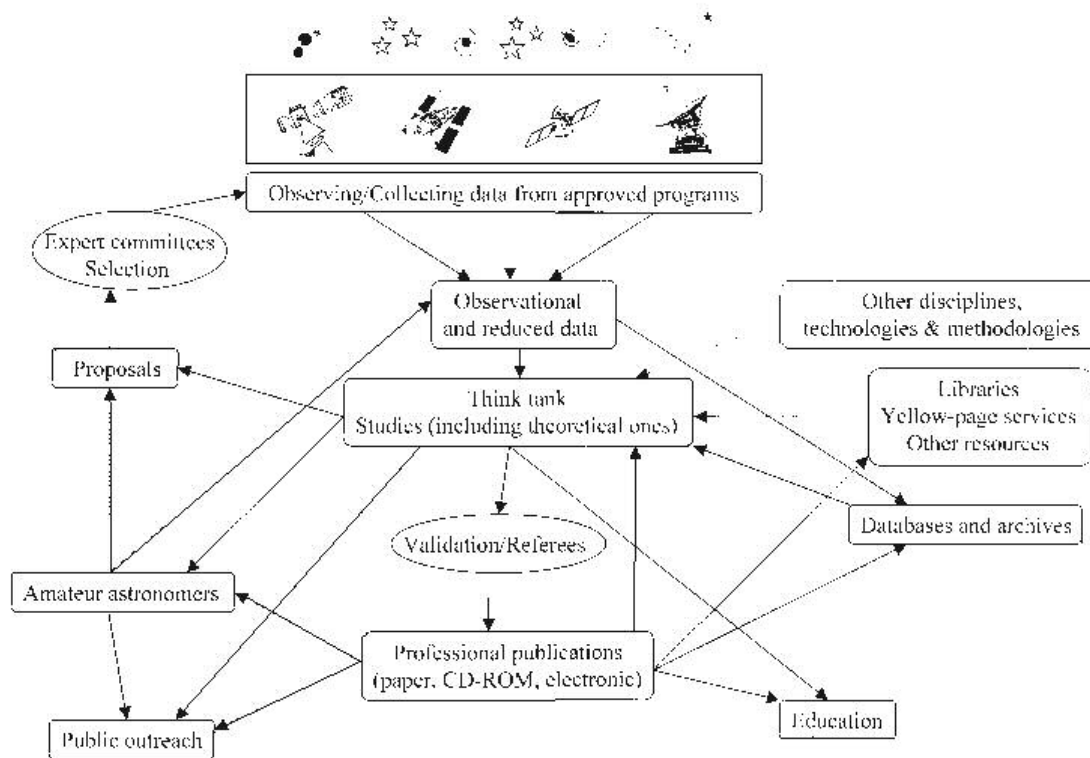 Observing/Collecting data from approved programs
Expert committees
Selection
Observational
and reduced data
Other disciplines,
technologies & methodologies
Proposals
Think tank
Studies (including theoretical ones)
Libraries
Yellow-page services
Other resources
Databases and archives
Validation/Referees
Amateur astronomers
Professional publications
(paper, CD-ROM, electronic)
Education
Public outreach